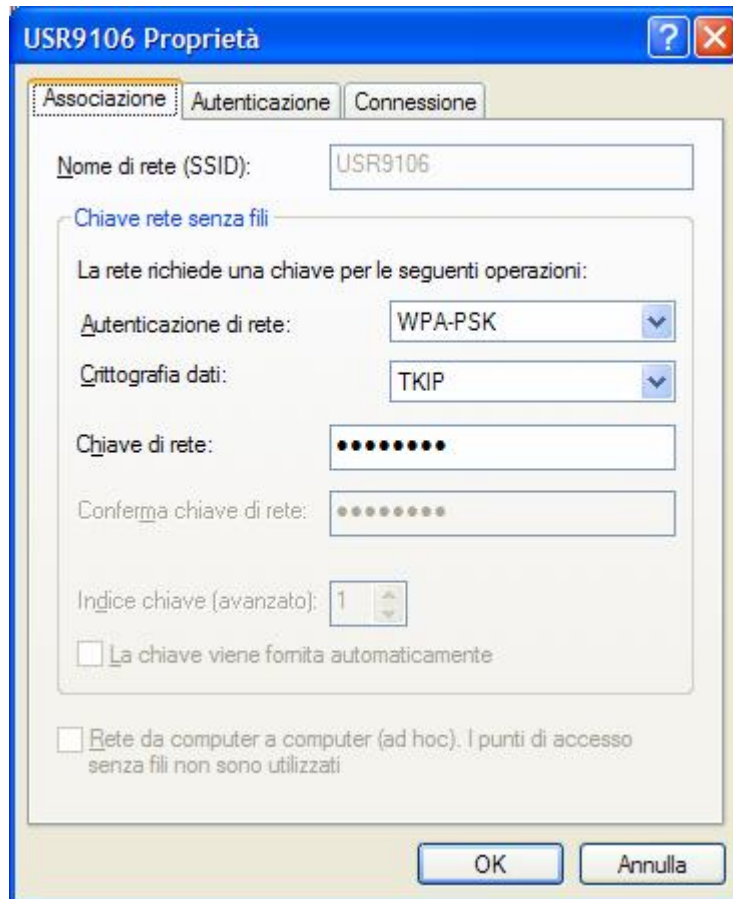 USR9106 Proprietà
Associazione Autenticazione Connessione
Nome di rete (SSID): USR9106
Chiave rete senza fili
La rete richiede una chiave per le seguenti operazioni:
Autenticazione di rete: WPA-PSK
Crittografia dati: TKIP
Chiave di rete: ●●●●●●●●
Conferma chiave di rete: ●●●●●●●●
Indice chiave (avanzato): 1
La chiave viene fornita automaticamente
Rete da computer a computer (ad hoc). I punti di accesso
senza fili non sono utilizzati
OK Annulla